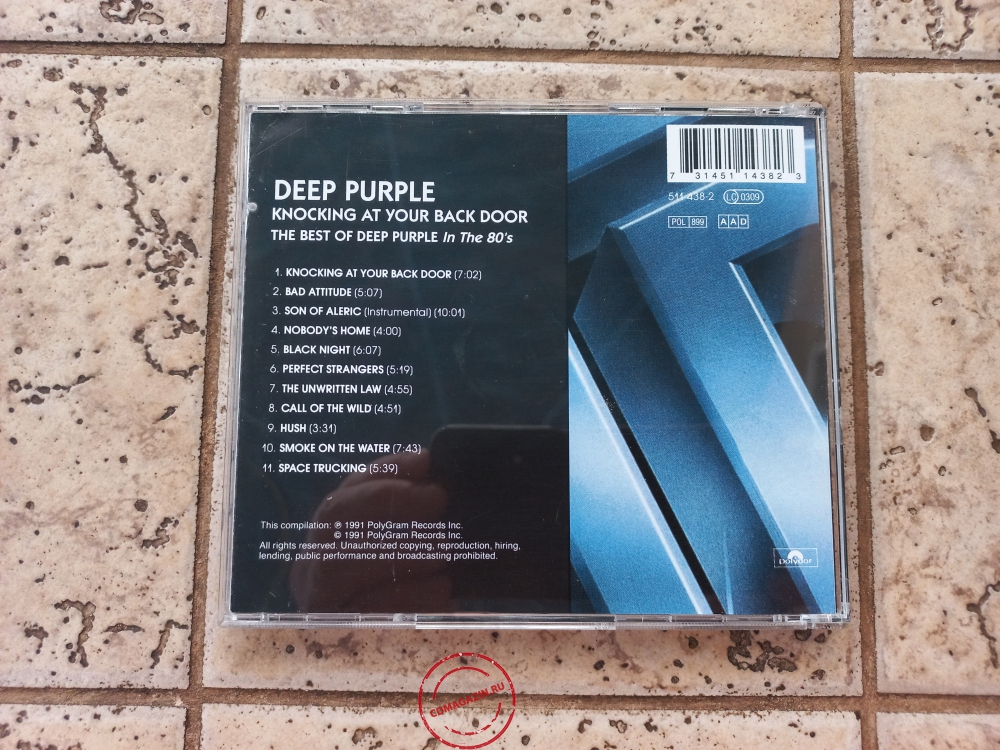 DEEP PURPLE
KNOCKING AT YOUR BACK DOOR
THE BEST OF DEEP PURPLE In The 80's
1. KNOCKING AT YOUR BACK DOOR (7:02)
2. BAD ATTITUDE (5:07)
3. SON OF ALERIC (Instrumental) (10:01)
4. NOBODY'S HOME (4:00)
5. BLACK NIGHT (6:07)
6. PERFECT STRANGERS (5:19)
7. THE UNWRITTEN LAW (4:55)
8. CALL OF THE WILD (4:51)
9. HUSH (3:31)
10. SMOKE ON THE WATER (7:43)
11. SPACE TRUCKING (5:39)
This compilation: ℗ 1991 PolyGram Records Inc.
© 1991 PolyGram Records Inc.
All rights reserved. Unauthorized copying, reproduction, hiring,
lending, public performance and broadcasting prohibited.
7 31451 14382 3
511 438-2 LC 0309
POL 899 AAD
Polydor
CDMAGAZIN.RU